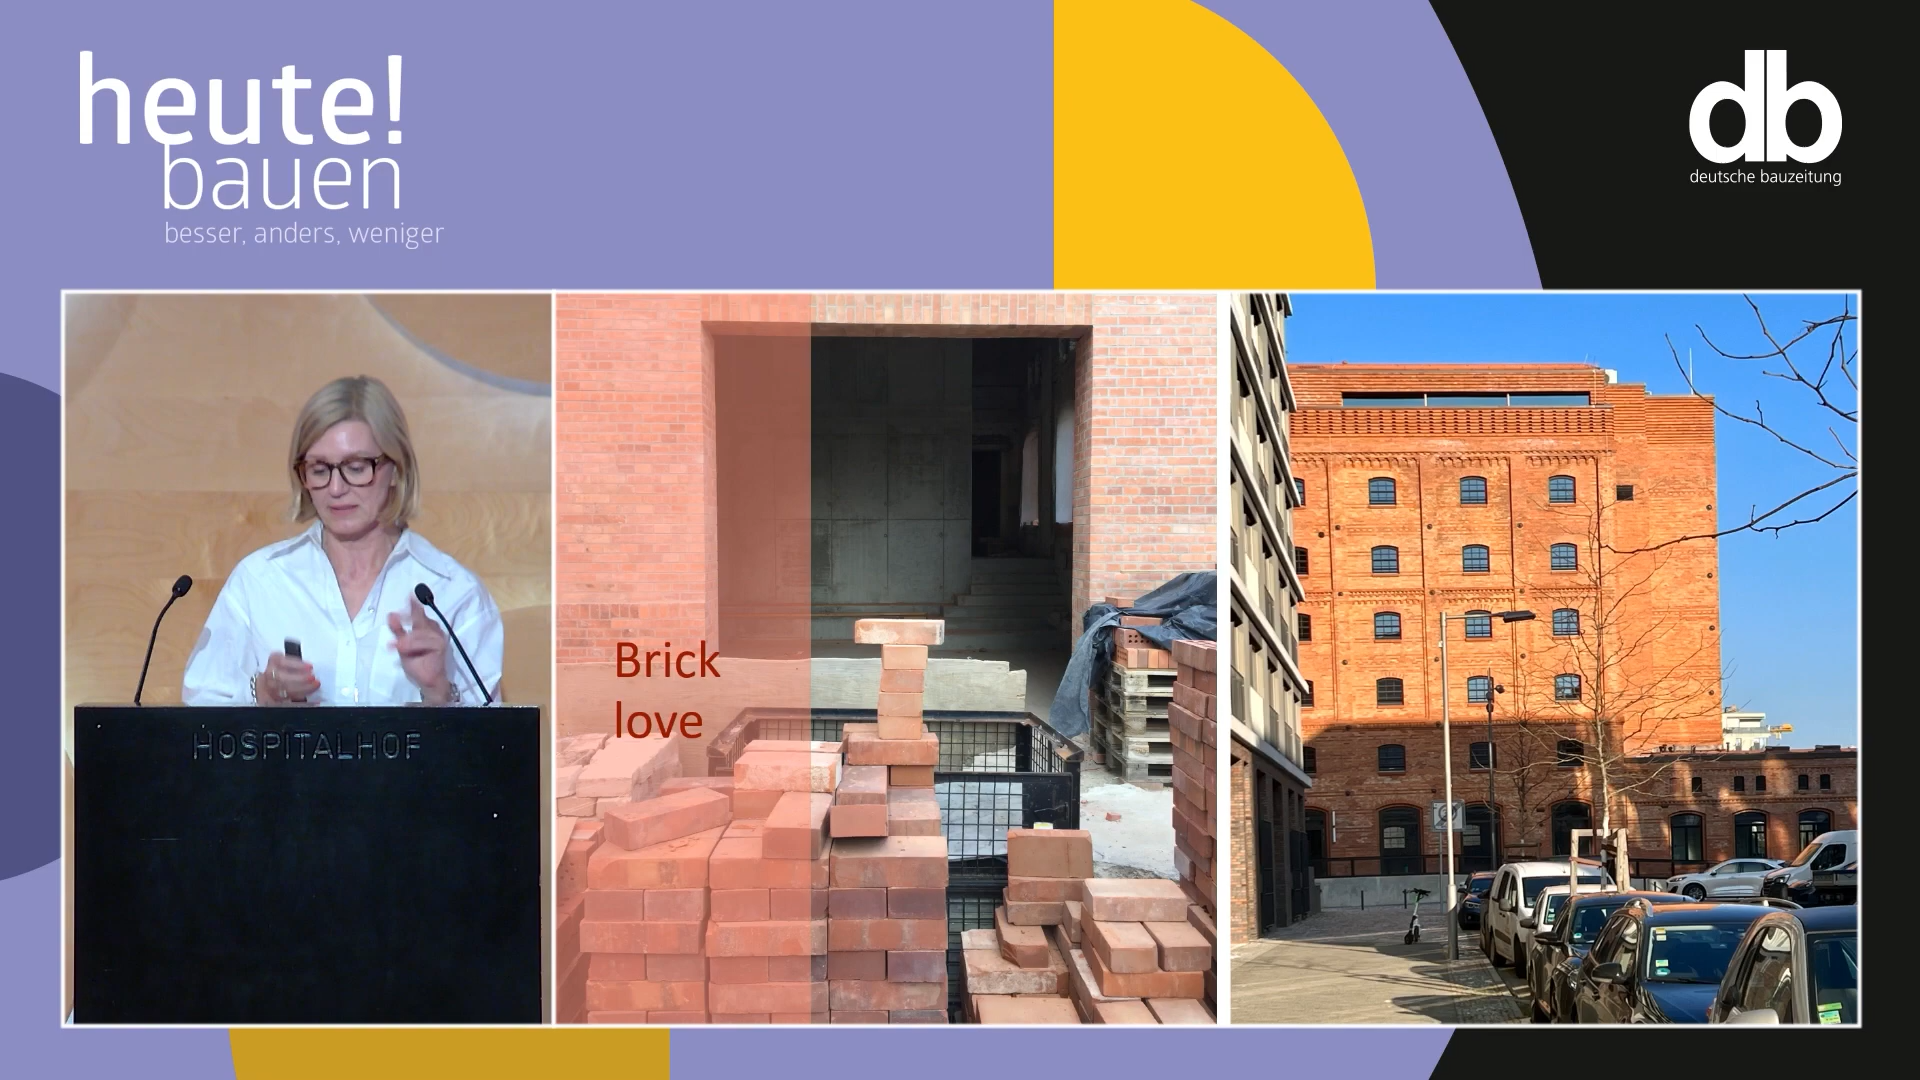 heute!
bauen
besser, anders, weniger
db
deutsche bauzeitung
HOSPITALHOF
Brick
love